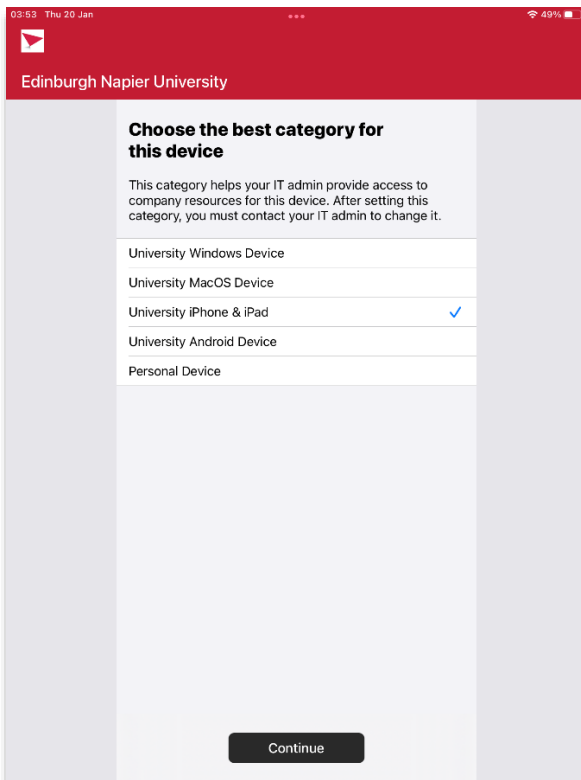 03:53 Thu 20 Jan
49%
Edinburgh Napier University
Choose the best category for
this device
This category helps your IT admin provide access to
company resources for this device. After setting this
category, you must contact your IT admin to change it.
University Windows Device
University MacOS Device
University iPhone & iPad
University Android Device
Personal Device
Continue